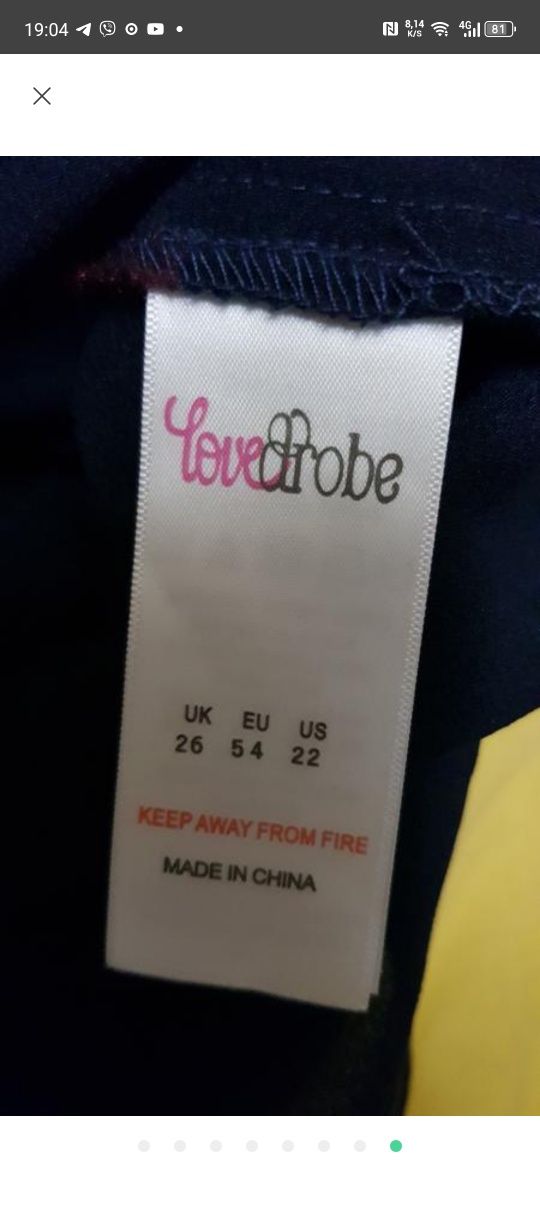 19:04
8,14
K/S
4G
81
Lovedrobe
UK EU US
26 54 22
KEEP AWAY FROM FIRE
MADE IN CHINA